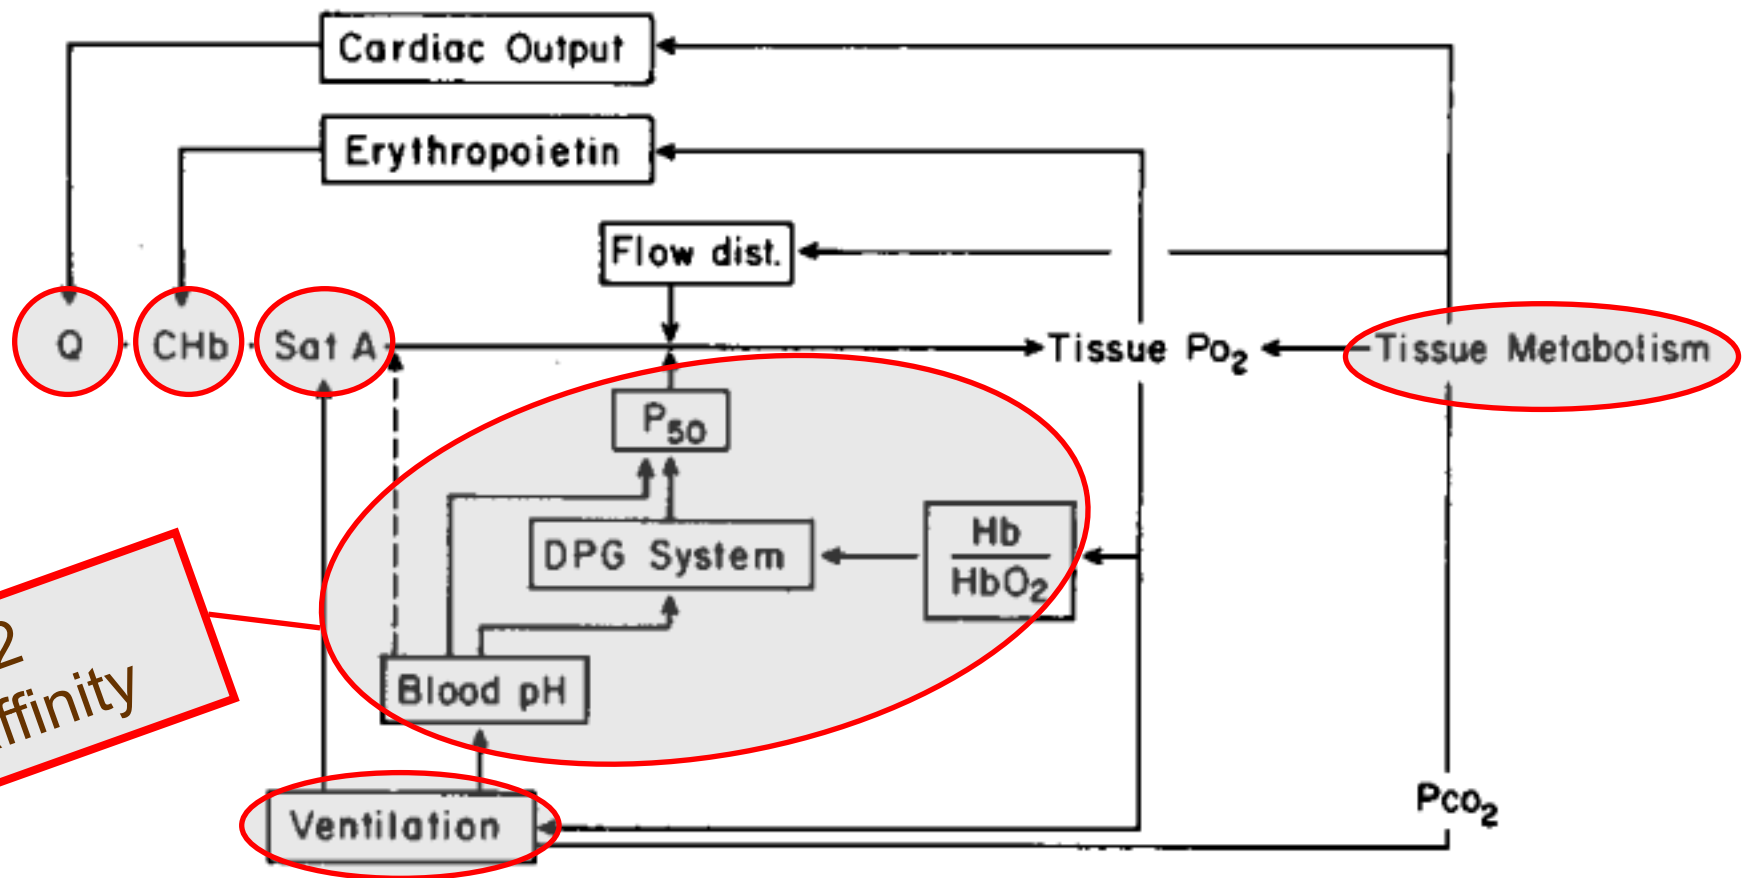 Cardiac Output
Erythropoietin
Flow dist.
Q · CHb · Sat A
Tissue Po₂
Tissue Metabolism
P₅₀
DPG System
Hb
HbO₂
2
ffinity
Blood pH
Ventilation
Pco₂